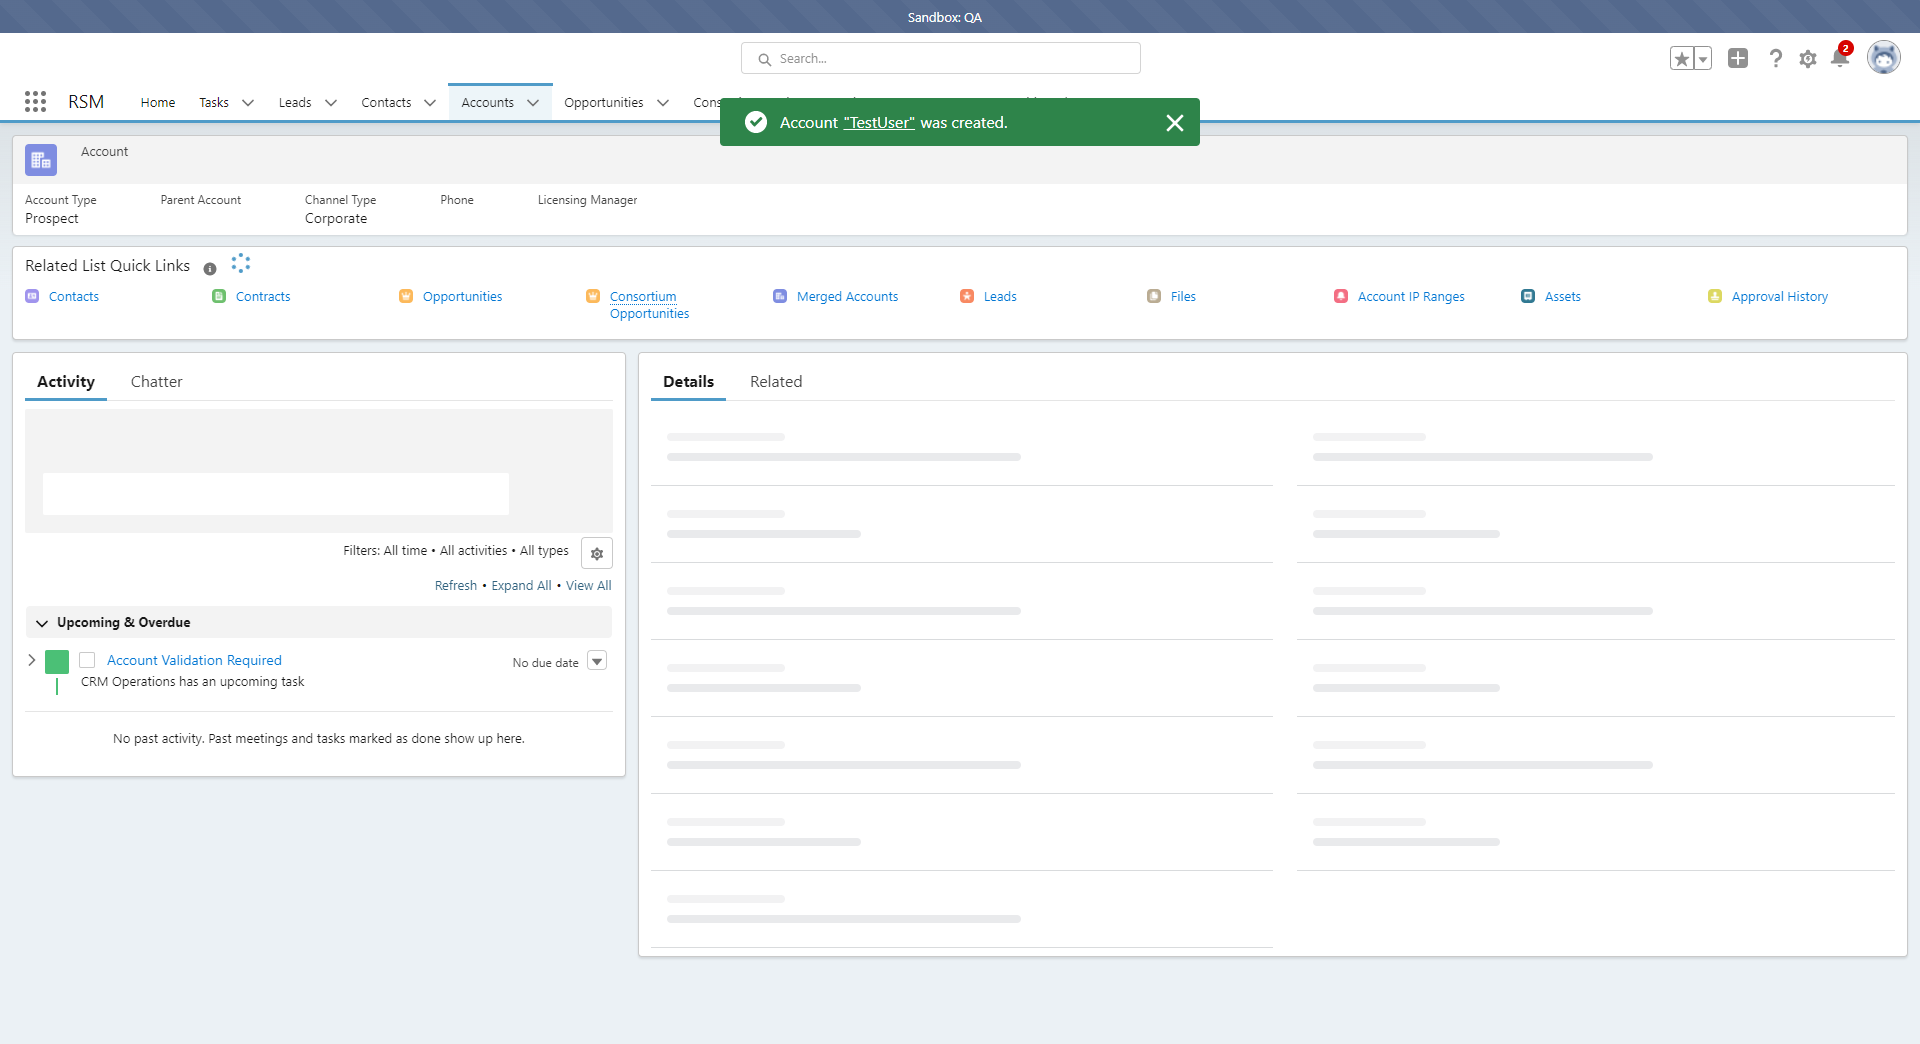 Sandbox: QA
Search...
2
RSM
Home
Tasks
Leads
Contacts
Accounts
Opportunities
Account "TestUser" was created.
Account
Account Type
Parent Account
Channel Type
Phone
Licensing Manager
Prospect
Corporate
Related List Quick Links
Contacts
Contracts
Opportunities
Consortium
Opportunities
Merged Accounts
Leads
Files
Account IP Ranges
Assets
Approval History
Activity
Chatter
Details
Related
Filters: All time • All activities • All types
Refresh • Expand All • View All
Upcoming & Overdue
Account Validation Required
No due date
CRM Operations has an upcoming task
No past activity. Past meetings and tasks marked as done show up here.